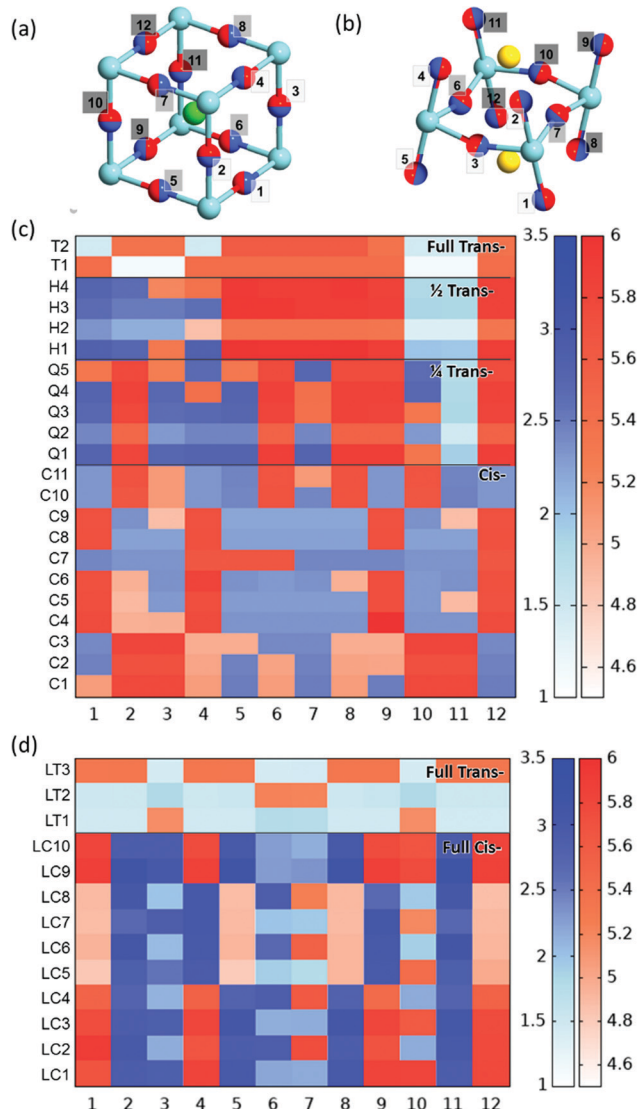 (a)
(b)
12
8
11
4
3
7
10
9
6
2
5
1
11
9
4
10
6
12
2
7
3
8
5
1
(c)
T2
Full Trans-
T1
H4
½ Trans-
H3
H2
H1
Q5
¼ Trans-
Q4
Q3
Q2
Q1
C11
Cis-
C10
C9
C8
C7
C6
C5
C4
C3
C2
C1
1 2 3 4 5 6 7 8 9 10 11 12
3.5
3
2.5
2
1.5
1
6
5.8
5.6
5.4
5.2
5
4.8
4.6
(d)
LT3
Full Trans-
LT2
LT1
LC10
Full Cis-
LC9
LC8
LC7
LC6
LC5
LC4
LC3
LC2
LC1
1 2 3 4 5 6 7 8 9 10 11 12
3.5
3
2.5
2
1.5
1
6
5.8
5.6
5.4
5.2
5
4.8
4.6